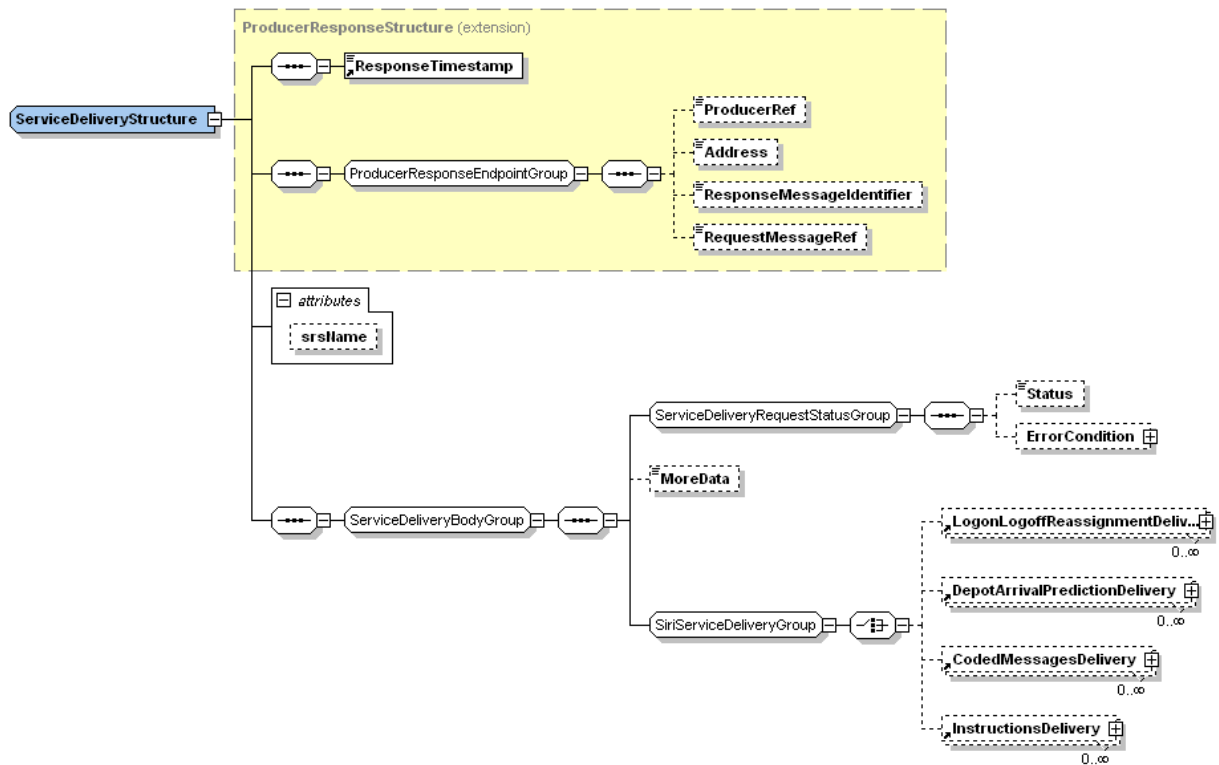 ProducerResponseStructure (extension)
ResponseTimestamp
ServiceDeliveryStructure
ProducerResponseEndpointGroup
ProducerRef
Address
ResponseMessageIdentifier
RequestMessageRef
attributes
srsName
ServiceDeliveryBodyGroup
ServiceDeliveryRequestStatusGroup
Status
ErrorCondition
MoreData
SiriServiceDeliveryGroup
LogonLogoffReassignmentDeliv...
0..∞
DepotArrivalPredictionDelivery
0..∞
CodedMessagesDelivery
0..∞
InstructionsDelivery
0..∞